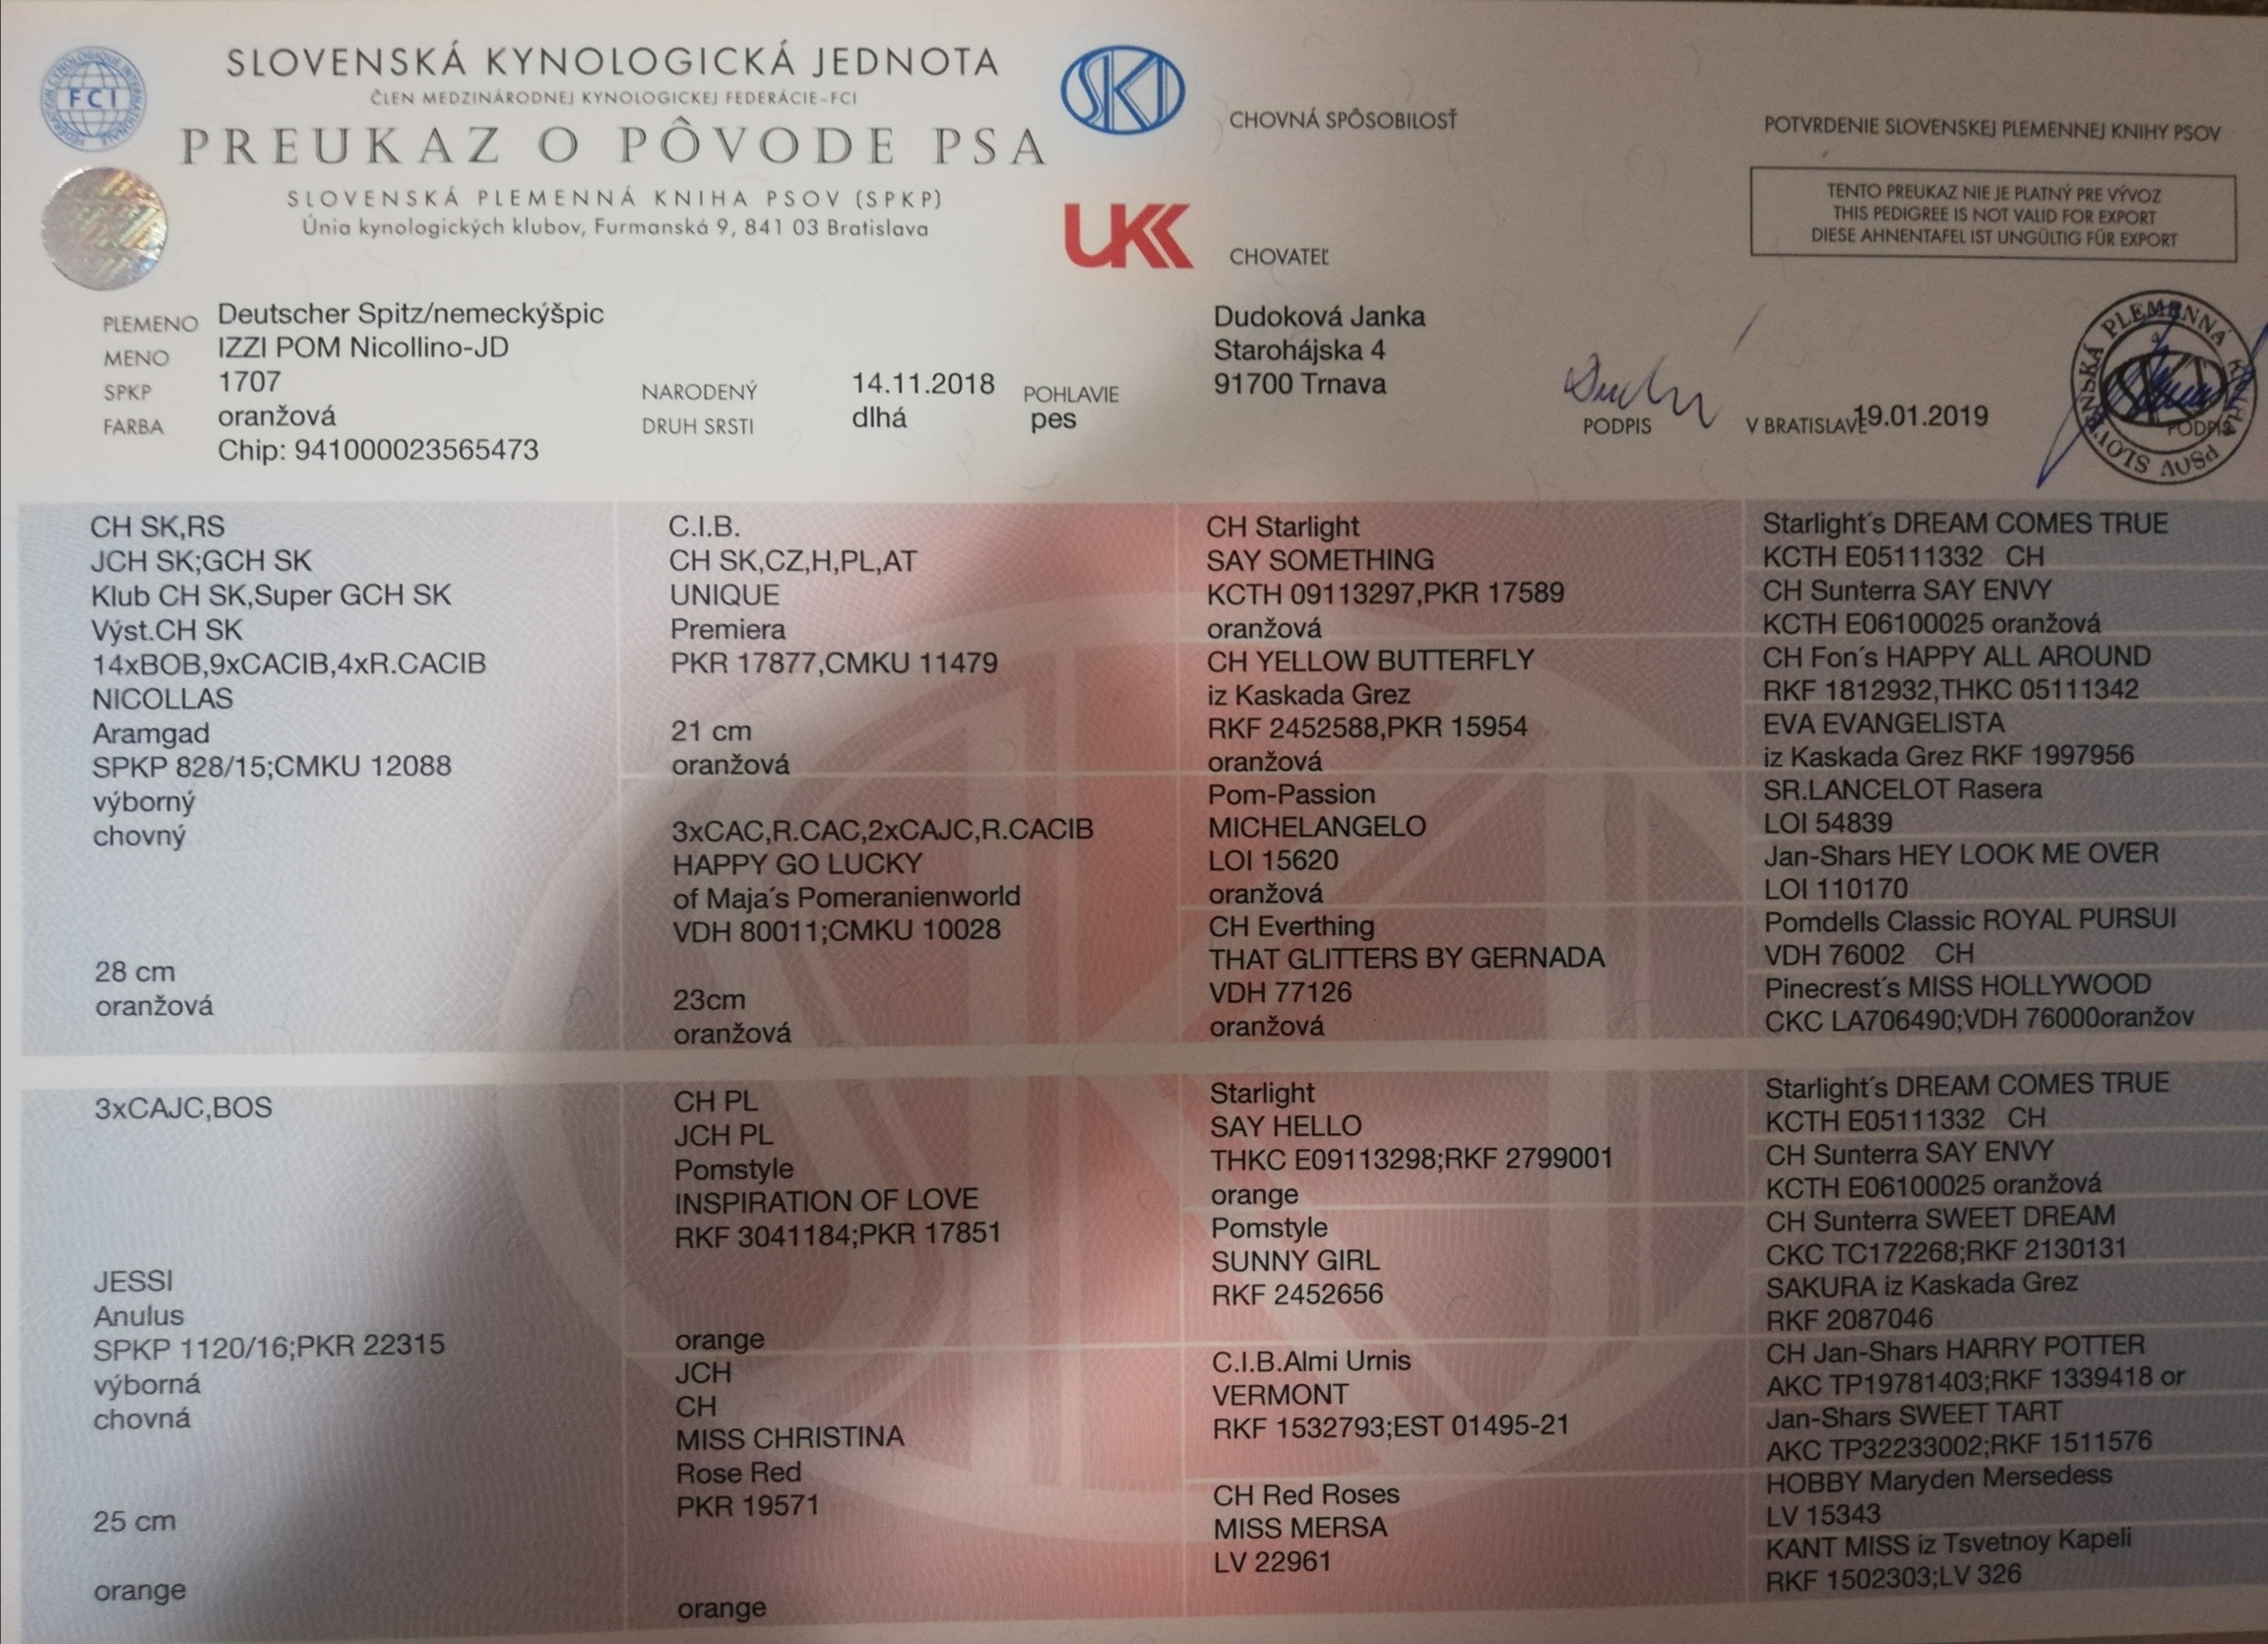 SLOVENSKÁ KYNOLOGICKÁ JEDNOTA
ČLEN MEDZINÁRODNEJ KYNOLOGICKEJ FEDERÁCIE-FCI
PREUKAZ O PÔVODE PSA
SLOVENSKÁ PLEMENNÁ KNIHA PSOV (SPKP)
Únia kynologických klubov, Furmanská 9, 841 03 Bratislava
FCI
SKJ
UKK
CHOVNÁ SPÔSOBILOSŤ
CHOVATEĽ
POTVRDENIE SLOVENSKEJ PLEMENNEJ KNIHY PSOV
TENTO PREUKAZ NIE JE PLATNÝ PRE VÝVOZ
THIS PEDIGREE IS NOT VALID FOR EXPORT
DIESE AHNENTAFEL IST UNGÜLTIG FÜR EXPORT
PLEMENO Deutscher Spitz/nemeckýšpic
MENO IZZI POM Nicollino-JD
SPKP 1707
NARODENÝ 14.11.2018 POHLAVIE pes
FARBA oranžová
DRUH SRSTI dlhá
Chip: 941000023565473
Dudoková Janka
Starohájska 4
91700 Trnava
PODPIS
V BRATISLAVE 19.01.2019
PODPIS
SLOVENSKÁ PLEMENNÁ KNIHA PSOV
CH SK,RS
JCH SK;GCH SK
Klub CH SK,Super GCH SK
Výst.CH SK
14xBOB,9xCACIB,4xR.CACIB
NICOLLAS
Aramgad
SPKP 828/15;CMKU 12088
výborný
chovný
28 cm
oranžová
C.I.B.
CH SK,CZ,H,PL,AT
UNIQUE
Premiera
PKR 17877,CMKU 11479
21 cm
oranžová
3xCAC,R.CAC,2xCAJC,R.CACIB
HAPPY GO LUCKY
of Maja´s Pomeranienworld
VDH 80011;CMKU 10028
23cm
oranžová
CH Starlight
SAY SOMETHING
KCTH 09113297,PKR 17589
oranžová
CH YELLOW BUTTERFLY
iz Kaskada Grez
RKF 2452588,PKR 15954
oranžová
Pom-Passion
MICHELANGELO
LOI 15620
oranžová
CH Everthing
THAT GLITTERS BY GERNADA
VDH 77126
oranžová
Starlight´s DREAM COMES TRUE
KCTH E05111332 CH
CH Sunterra SAY ENVY
KCTH E06100025 oranžová
CH Fon´s HAPPY ALL AROUND
RKF 1812932,THKC 05111342
EVA EVANGELISTA
iz Kaskada Grez RKF 1997956
SR.LANCELOT Rasera
LOI 54839
Jan-Shars HEY LOOK ME OVER
LOI 110170
Pomdells Classic ROYAL PURSUI
VDH 76002 CH
Pinecrest´s MISS HOLLYWOOD
CKC LA706490;VDH 76000oranžov
3xCAJC,BOS
JESSI
Anulus
SPKP 1120/16;PKR 22315
výborná
chovná
25 cm
orange
CH PL
JCH PL
Pomstyle
INSPIRATION OF LOVE
RKF 3041184;PKR 17851
orange
JCH
CH
MISS CHRISTINA
Rose Red
PKR 19571
orange
Starlight
SAY HELLO
THKC E09113298;RKF 2799001
orange
Pomstyle
SUNNY GIRL
RKF 2452656
C.I.B.Almi Urnis
VERMONT
RKF 1532793;EST 01495-21
CH Red Roses
MISS MERSA
LV 22961
Starlight´s DREAM COMES TRUE
KCTH E05111332 CH
CH Sunterra SAY ENVY
KCTH E06100025 oranžová
CH Sunterra SWEET DREAM
CKC TC172268;RKF 2130131
SAKURA iz Kaskada Grez
RKF 2087046
CH Jan-Shars HARRY POTTER
AKC TP19781403;RKF 1339418 or
Jan-Shars SWEET TART
AKC TP32233002;RKF 1511576
HOBBY Maryden Mersedess
LV 15343
KANT MISS iz Tsvetnoy Kapeli
RKF 1502303;LV 326